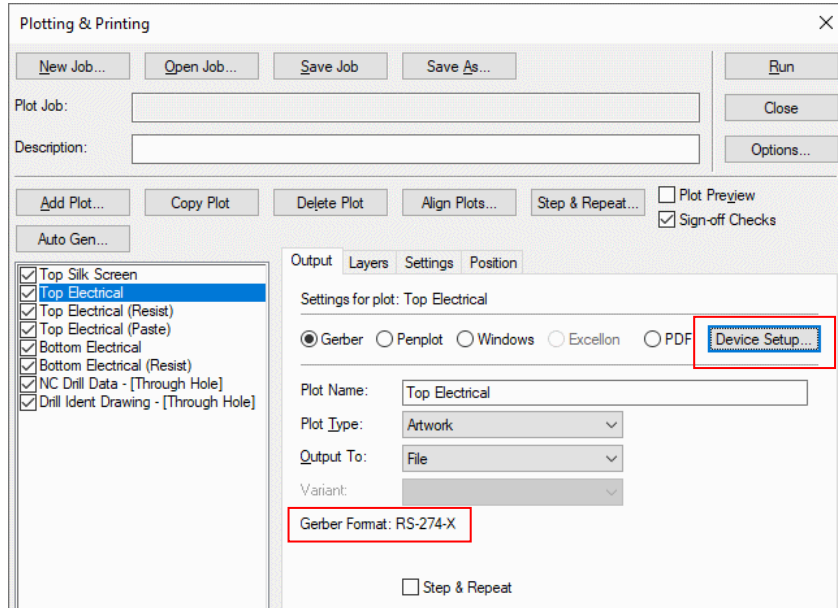 Plotting & Printing
New Job... Open Job... Save Job Save As... Run
Plot Job: Close
Description: Options...
Add Plot... Copy Plot Delete Plot Align Plots... Step & Repeat... Plot Preview
Sign-off Checks
Auto Gen...
Top Silk Screen
Top Electrical
Top Electrical (Resist)
Top Electrical (Paste)
Bottom Electrical
Bottom Electrical (Resist)
NC Drill Data - [Through Hole]
Drill Ident Drawing - [Through Hole]
Output Layers Settings Position
Settings for plot: Top Electrical
Gerber Penplot Windows Excellon PDF Device Setup...
Plot Name: Top Electrical
Plot Type: Artwork
Output To: File
Variant:
Gerber Format: RS-274-X
Step & Repeat